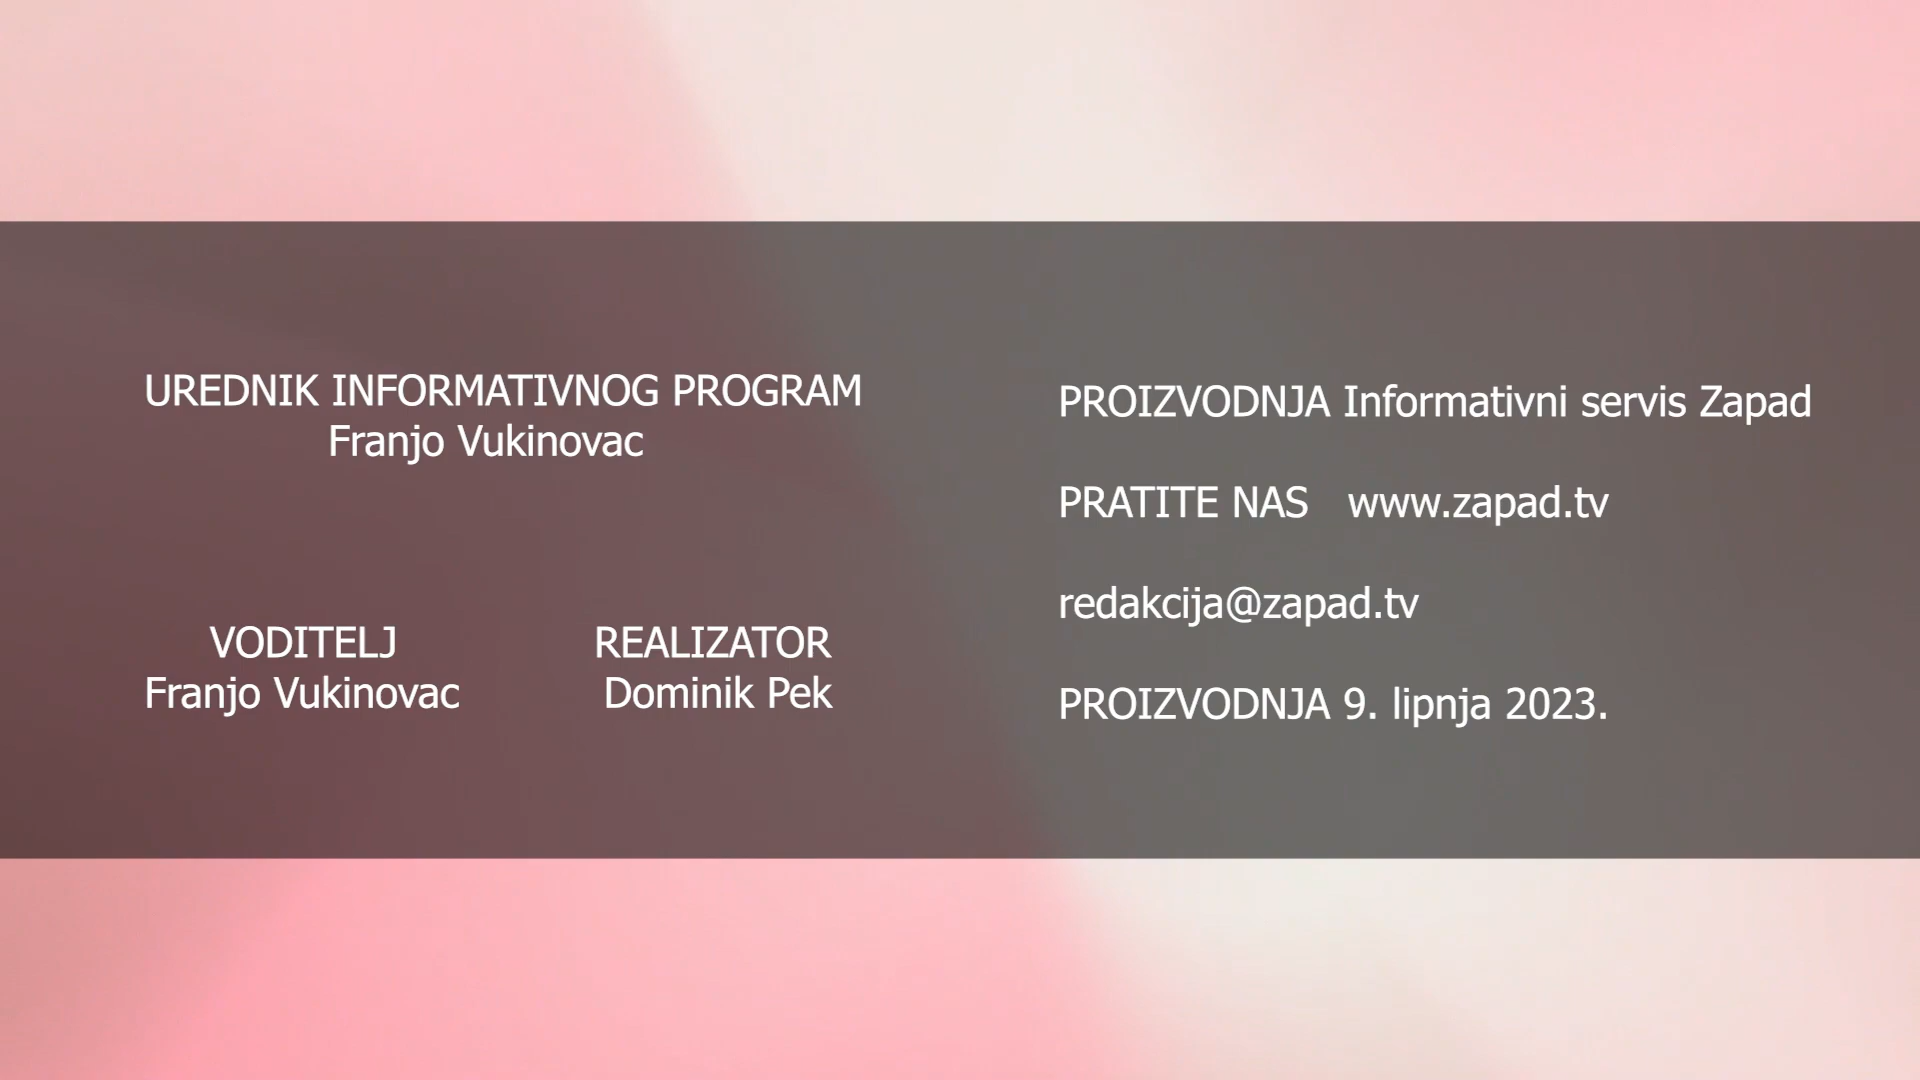 UREDNIK INFORMATIVNOG PROGRAM
Franjo Vukinovac
VODITELJ
Franjo Vukinovac
REALIZATOR
Dominik Pek
PROIZVODNJA Informativni servis Zapad
PRATITE NAS www.zapad.tv
redakcija@zapad.tv
PROIZVODNJA 9. lipnja 2023.